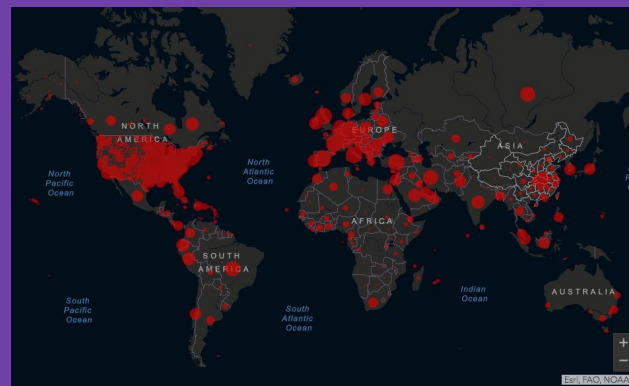 NORTH
AMERICA
EUROPE
ASIA
North
Pacific
Ocean
North
Atlantic
Ocean
AFRICA
SOUTH
AMERICA
Indian
Ocean
AUSTRALIA
South
Pacific
Ocean
South
Atlantic
Ocean
+
−
Esri, FAO, NOAA